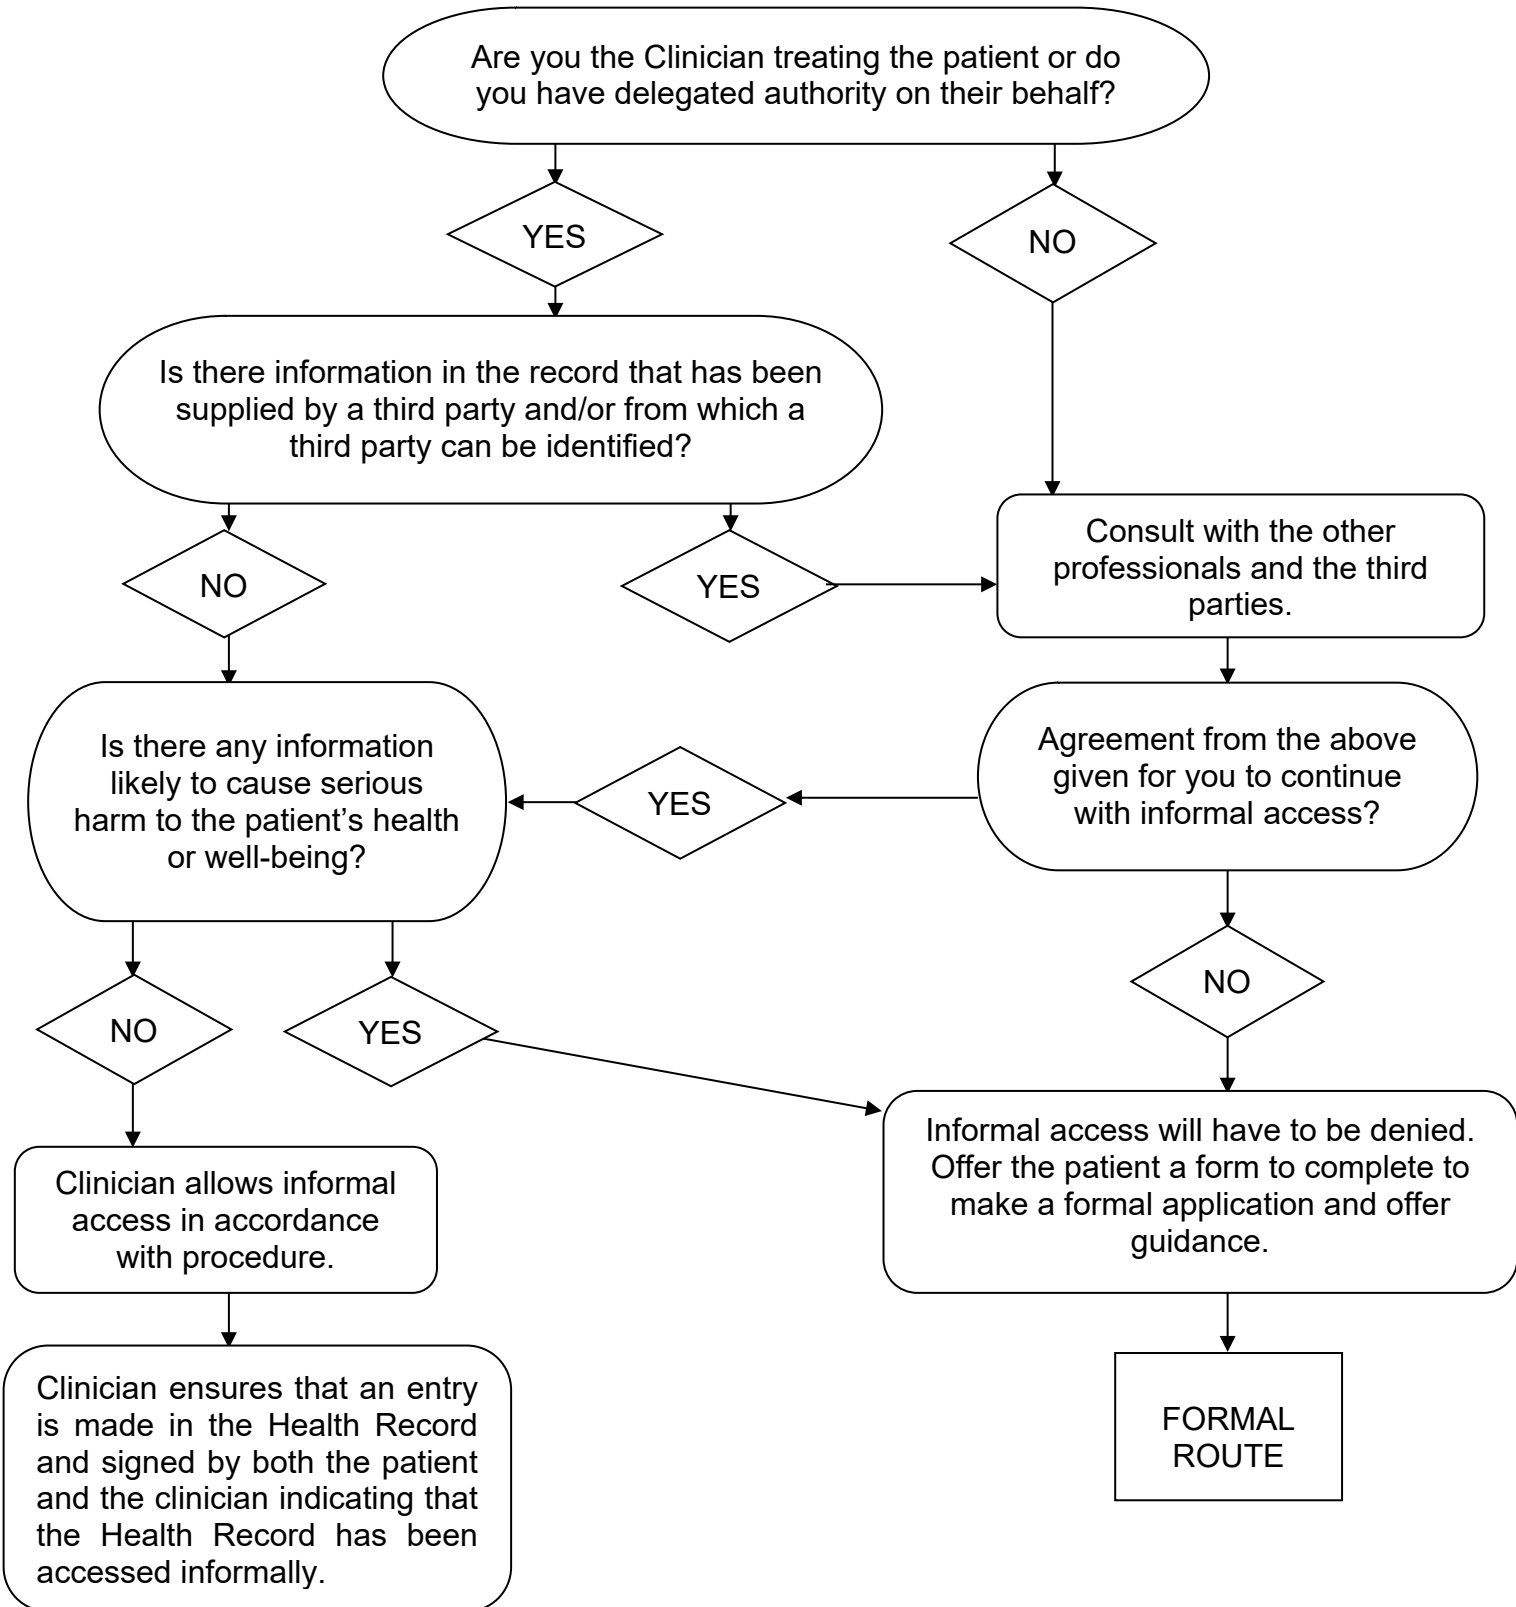 Are you the Clinician treating the patient or do
you have delegated authority on their behalf?
YES
NO
Is there information in the record that has been
supplied by a third party and/or from which a
third party can be identified?
NO
YES
Consult with the other
professionals and the third
parties.
Is there any information
likely to cause serious
harm to the patient’s health
or well-being?
YES
Agreement from the above
given for you to continue
with informal access?
NO
YES
NO
Clinician allows informal
access in accordance
with procedure.
Informal access will have to be denied.
Offer the patient a form to complete to
make a formal application and offer
guidance.
Clinician ensures that an entry
is made in the Health Record
and signed by both the patient
and the clinician indicating that
the Health Record has been
accessed informally.
FORMAL
ROUTE